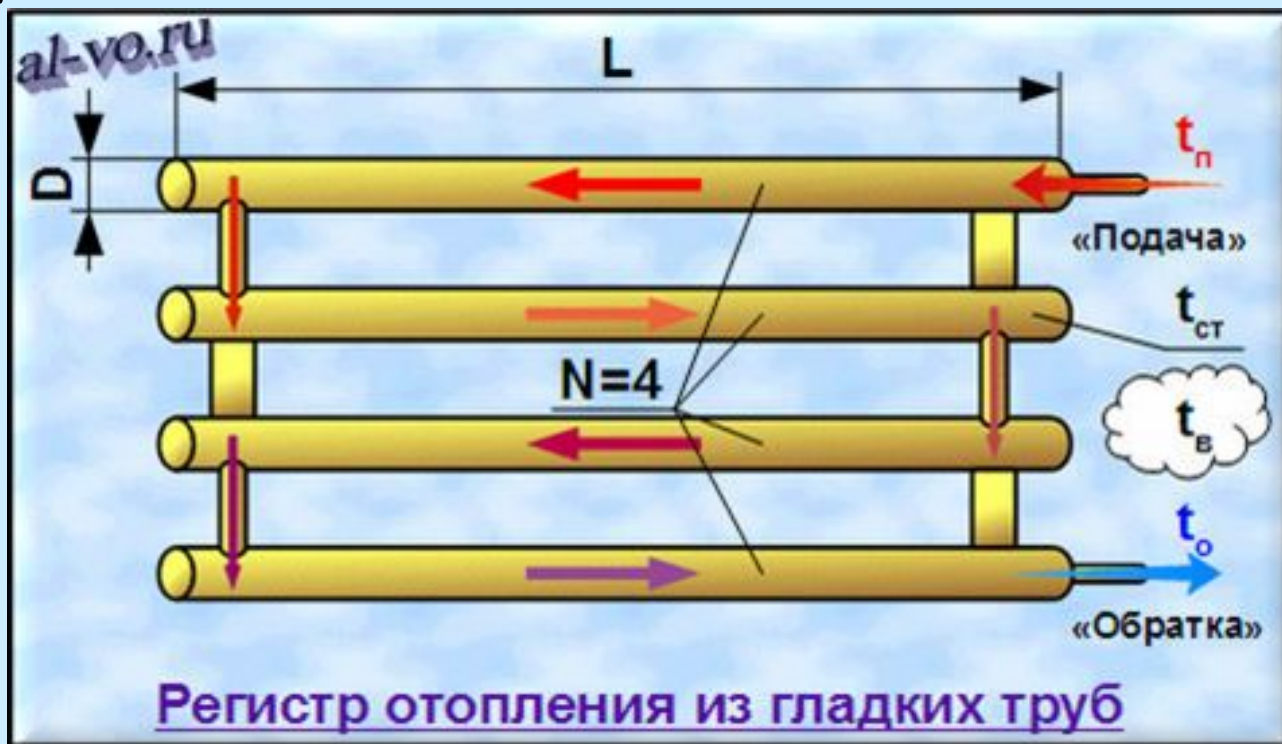 al-vo.ru
L
D
tп
«Подача»
tст
N=4
tв
tо
«Обратка»
Регистр отопления из гладких труб